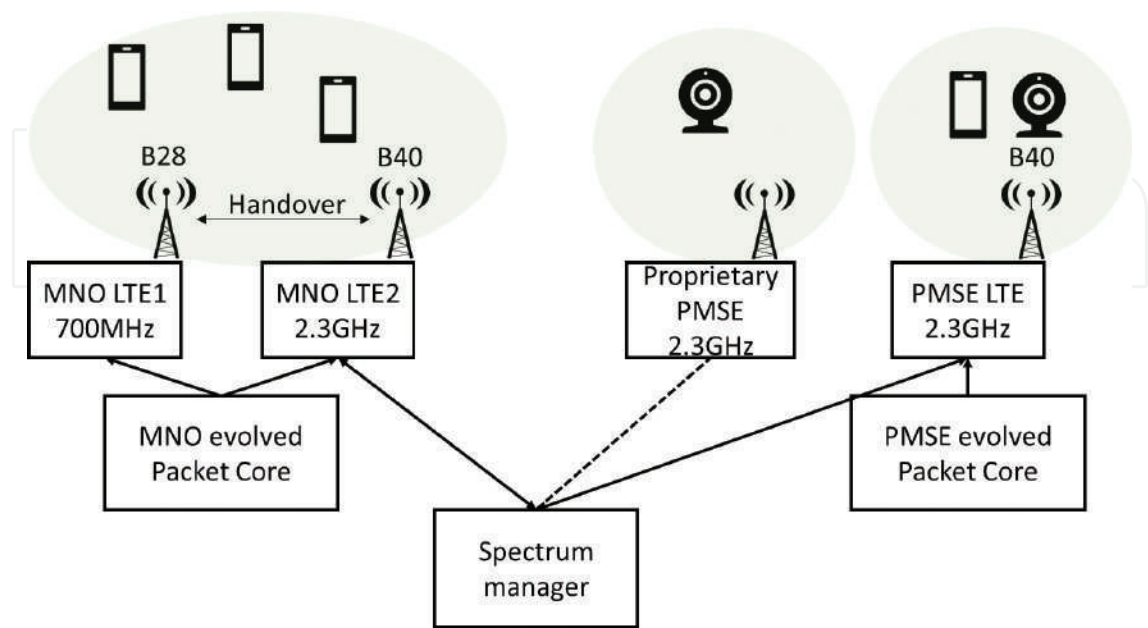 B28
B40
Handover
B40
MNO LTE1
700MHz
MNO LTE2
2.3GHz
Proprietary
PMSE
2.3GHz
PMSE LTE
2.3GHz
MNO evolved
Packet Core
PMSE evolved
Packet Core
Spectrum
manager